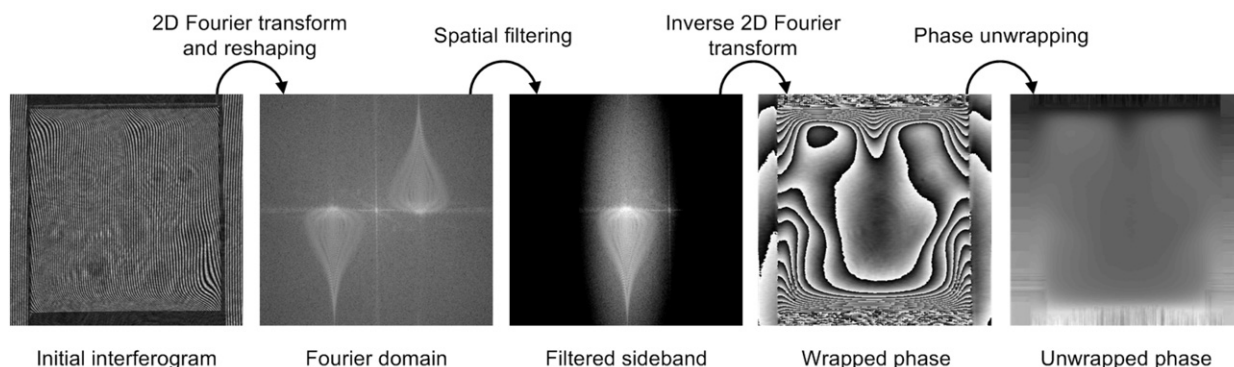 2D Fourier transform
and reshaping
Spatial filtering
Inverse 2D Fourier
transform
Phase unwrapping
Initial interferogram
Fourier domain
Filtered sideband
Wrapped phase
Unwrapped phase